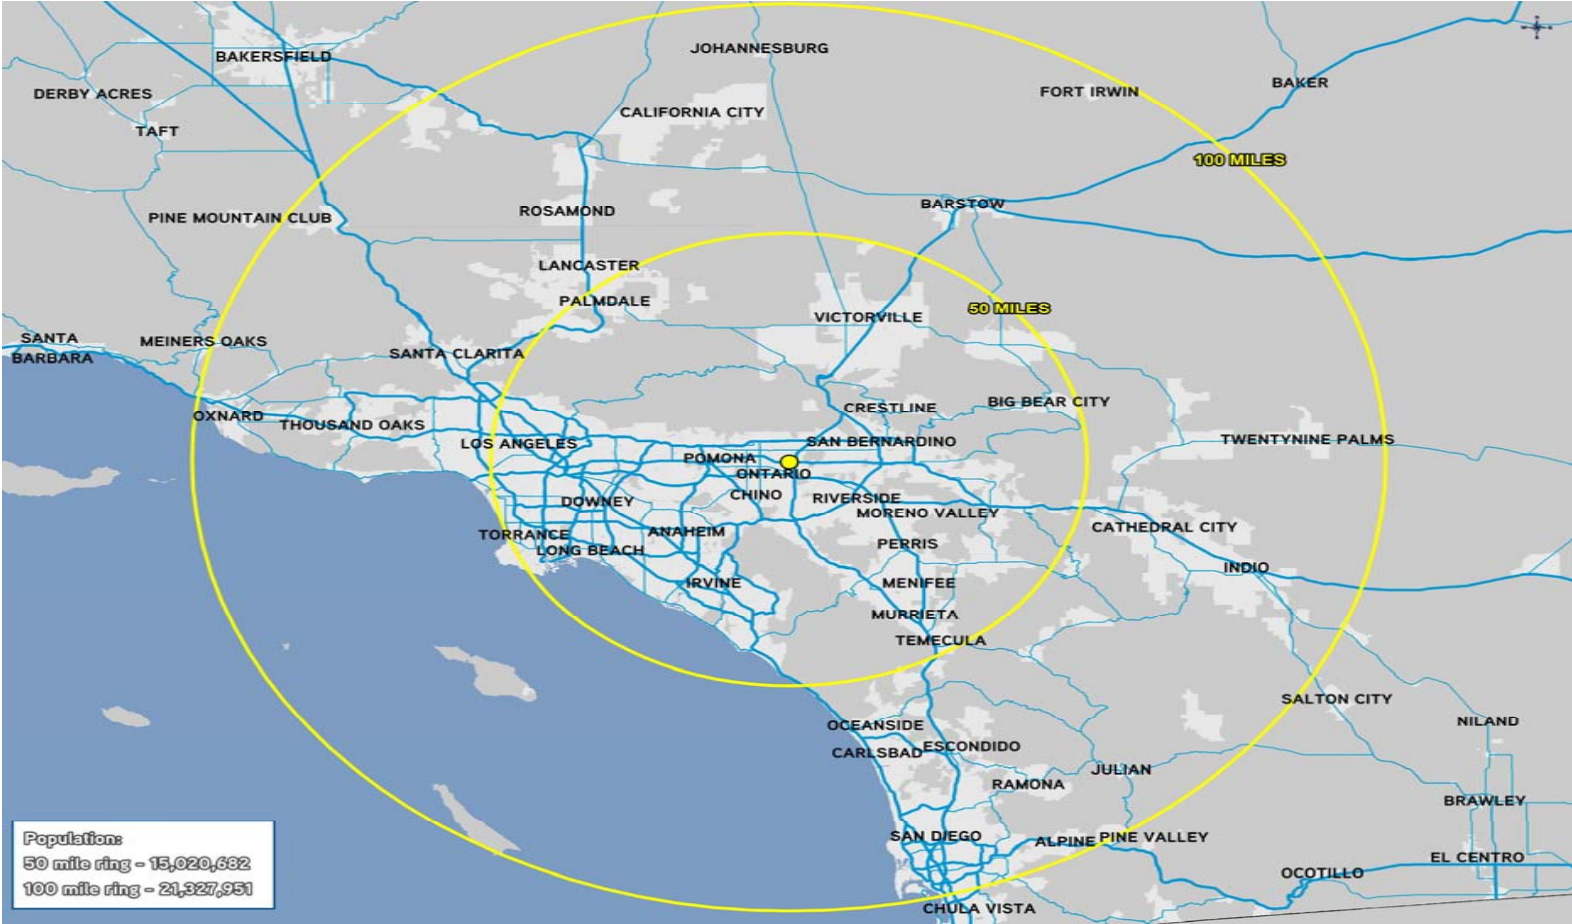 JOHANNESBURG
BAKERSFIELD
BAKER
FORT IRWIN
DERBY ACRES
CALIFORNIA CITY
TAFT
100 MILES
BARSTOW
ROSAMOND
PINE MOUNTAIN CLUB
LANCASTER
PALMDALE
50 MILES
VICTORVILLE
SANTA
BARBARA
MEINERS OAKS
SANTA CLARITA
BIG BEAR CITY
CRESTLINE
OXNARD
THOUSAND OAKS
LOS ANGELES
SAN BERNARDINO
TWENTYNINE PALMS
POMONA
ONTARIO
CHINO
RIVERSIDE
DOWNEY
MORENO VALLEY
CATHEDRAL CITY
TORRANCE
ANAHEIM
LONG BEACH
PERRIS
INDIO
IRVINE
MENIFEE
MURRIETA
TEMECULA
SALTON CITY
NILAND
OCEANSIDE
CARLSBAD
ESCONDIDO
JULIAN
RAMONA
BRAWLEY
SAN DIEGO
ALPINE
PINE VALLEY
EL CENTRO
OCOTILLO
CHULA VISTA
Population:
50 mile ring - 15,020,682
100 mile ring - 21,327,951